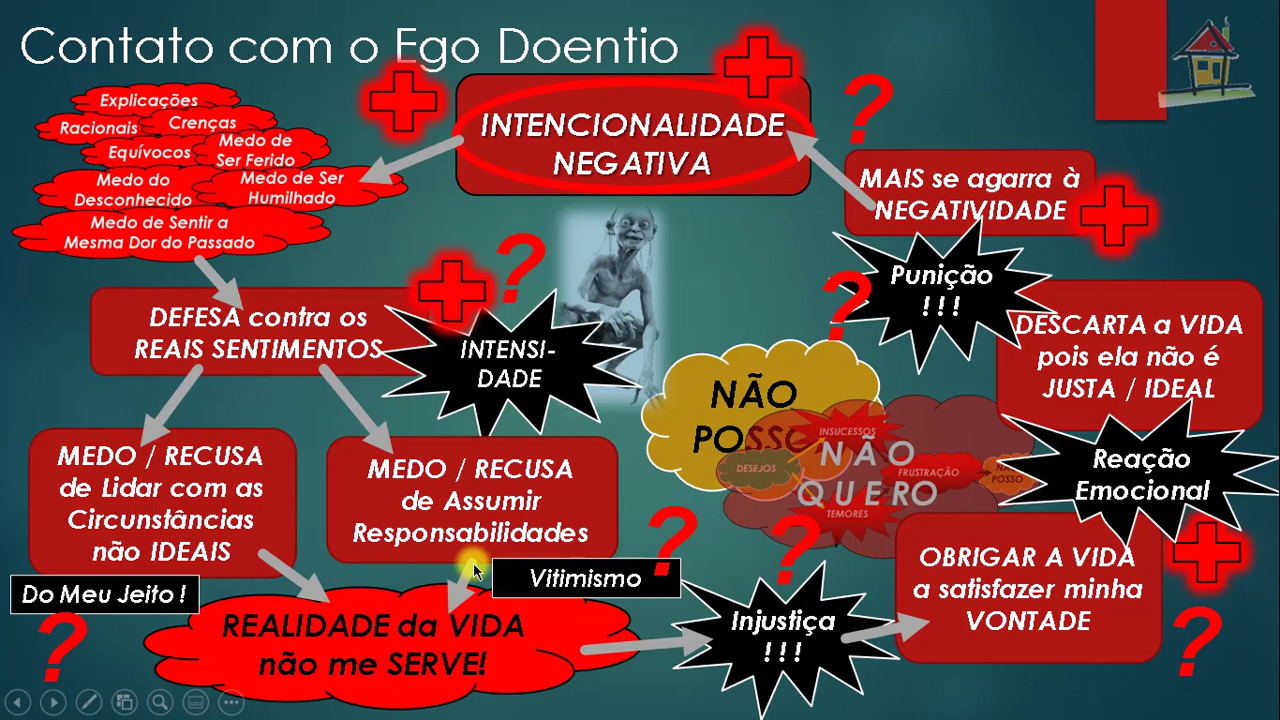 Contato com o Ego Doentio
Explicações
Racionais
Crenças
Equívocos
Medo de
Ser Ferido
Medo do
Desconhecido
Medo de Ser
Humilhado
Medo de Sentir a
Mesma Dor do Passado
INTENCIONALIDADE
NEGATIVA
?
MAIS se agarra à
NEGATIVIDADE
Punição
! ! !
?
DESCARTA a VIDA
pois ela não é
JUSTA / IDEAL
DEFESA contra os
REAIS SENTIMENTOS
?
INTENSI-
DADE
NÃO
POSSO
INSUCESSOS
DESEJOS
NÃO
QUERO
FRUSTRAÇÃO
TEMORES
Reação
Emocional
MEDO / RECUSA
de Lidar com as
Circunstâncias
não IDEAIS
MEDO / RECUSA
de Assumir
Responsabilidades
Do Meu Jeito !
?
Vitimismo
?
REALIDADE da VIDA
não me SERVE!
?
Injustiça
! ! !
OBRIGAR A VIDA
a satisfazer minha
VONTADE
?